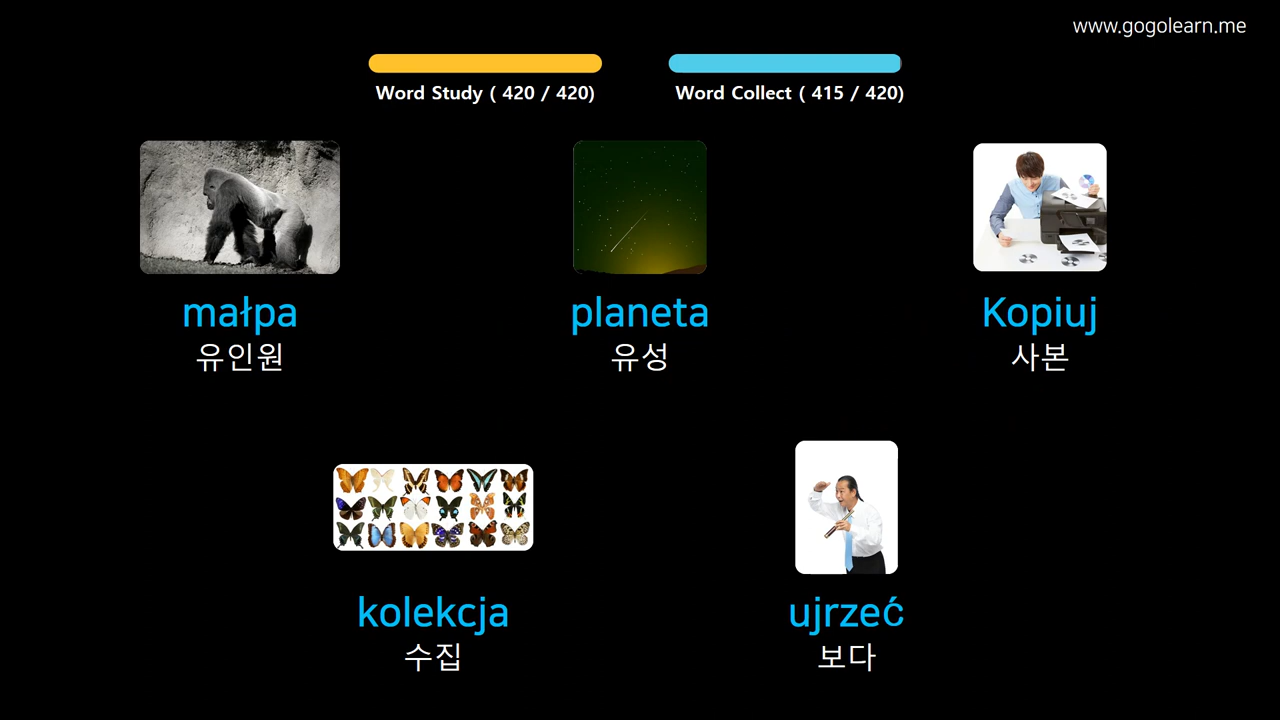 www.gogolearn.me
Word Study ( 420 / 420)
Word Collect ( 415 / 420)
małpa
유인원
planeta
유성
Kopiuj
사본
kolekcja
수집
ujrzeć
보다